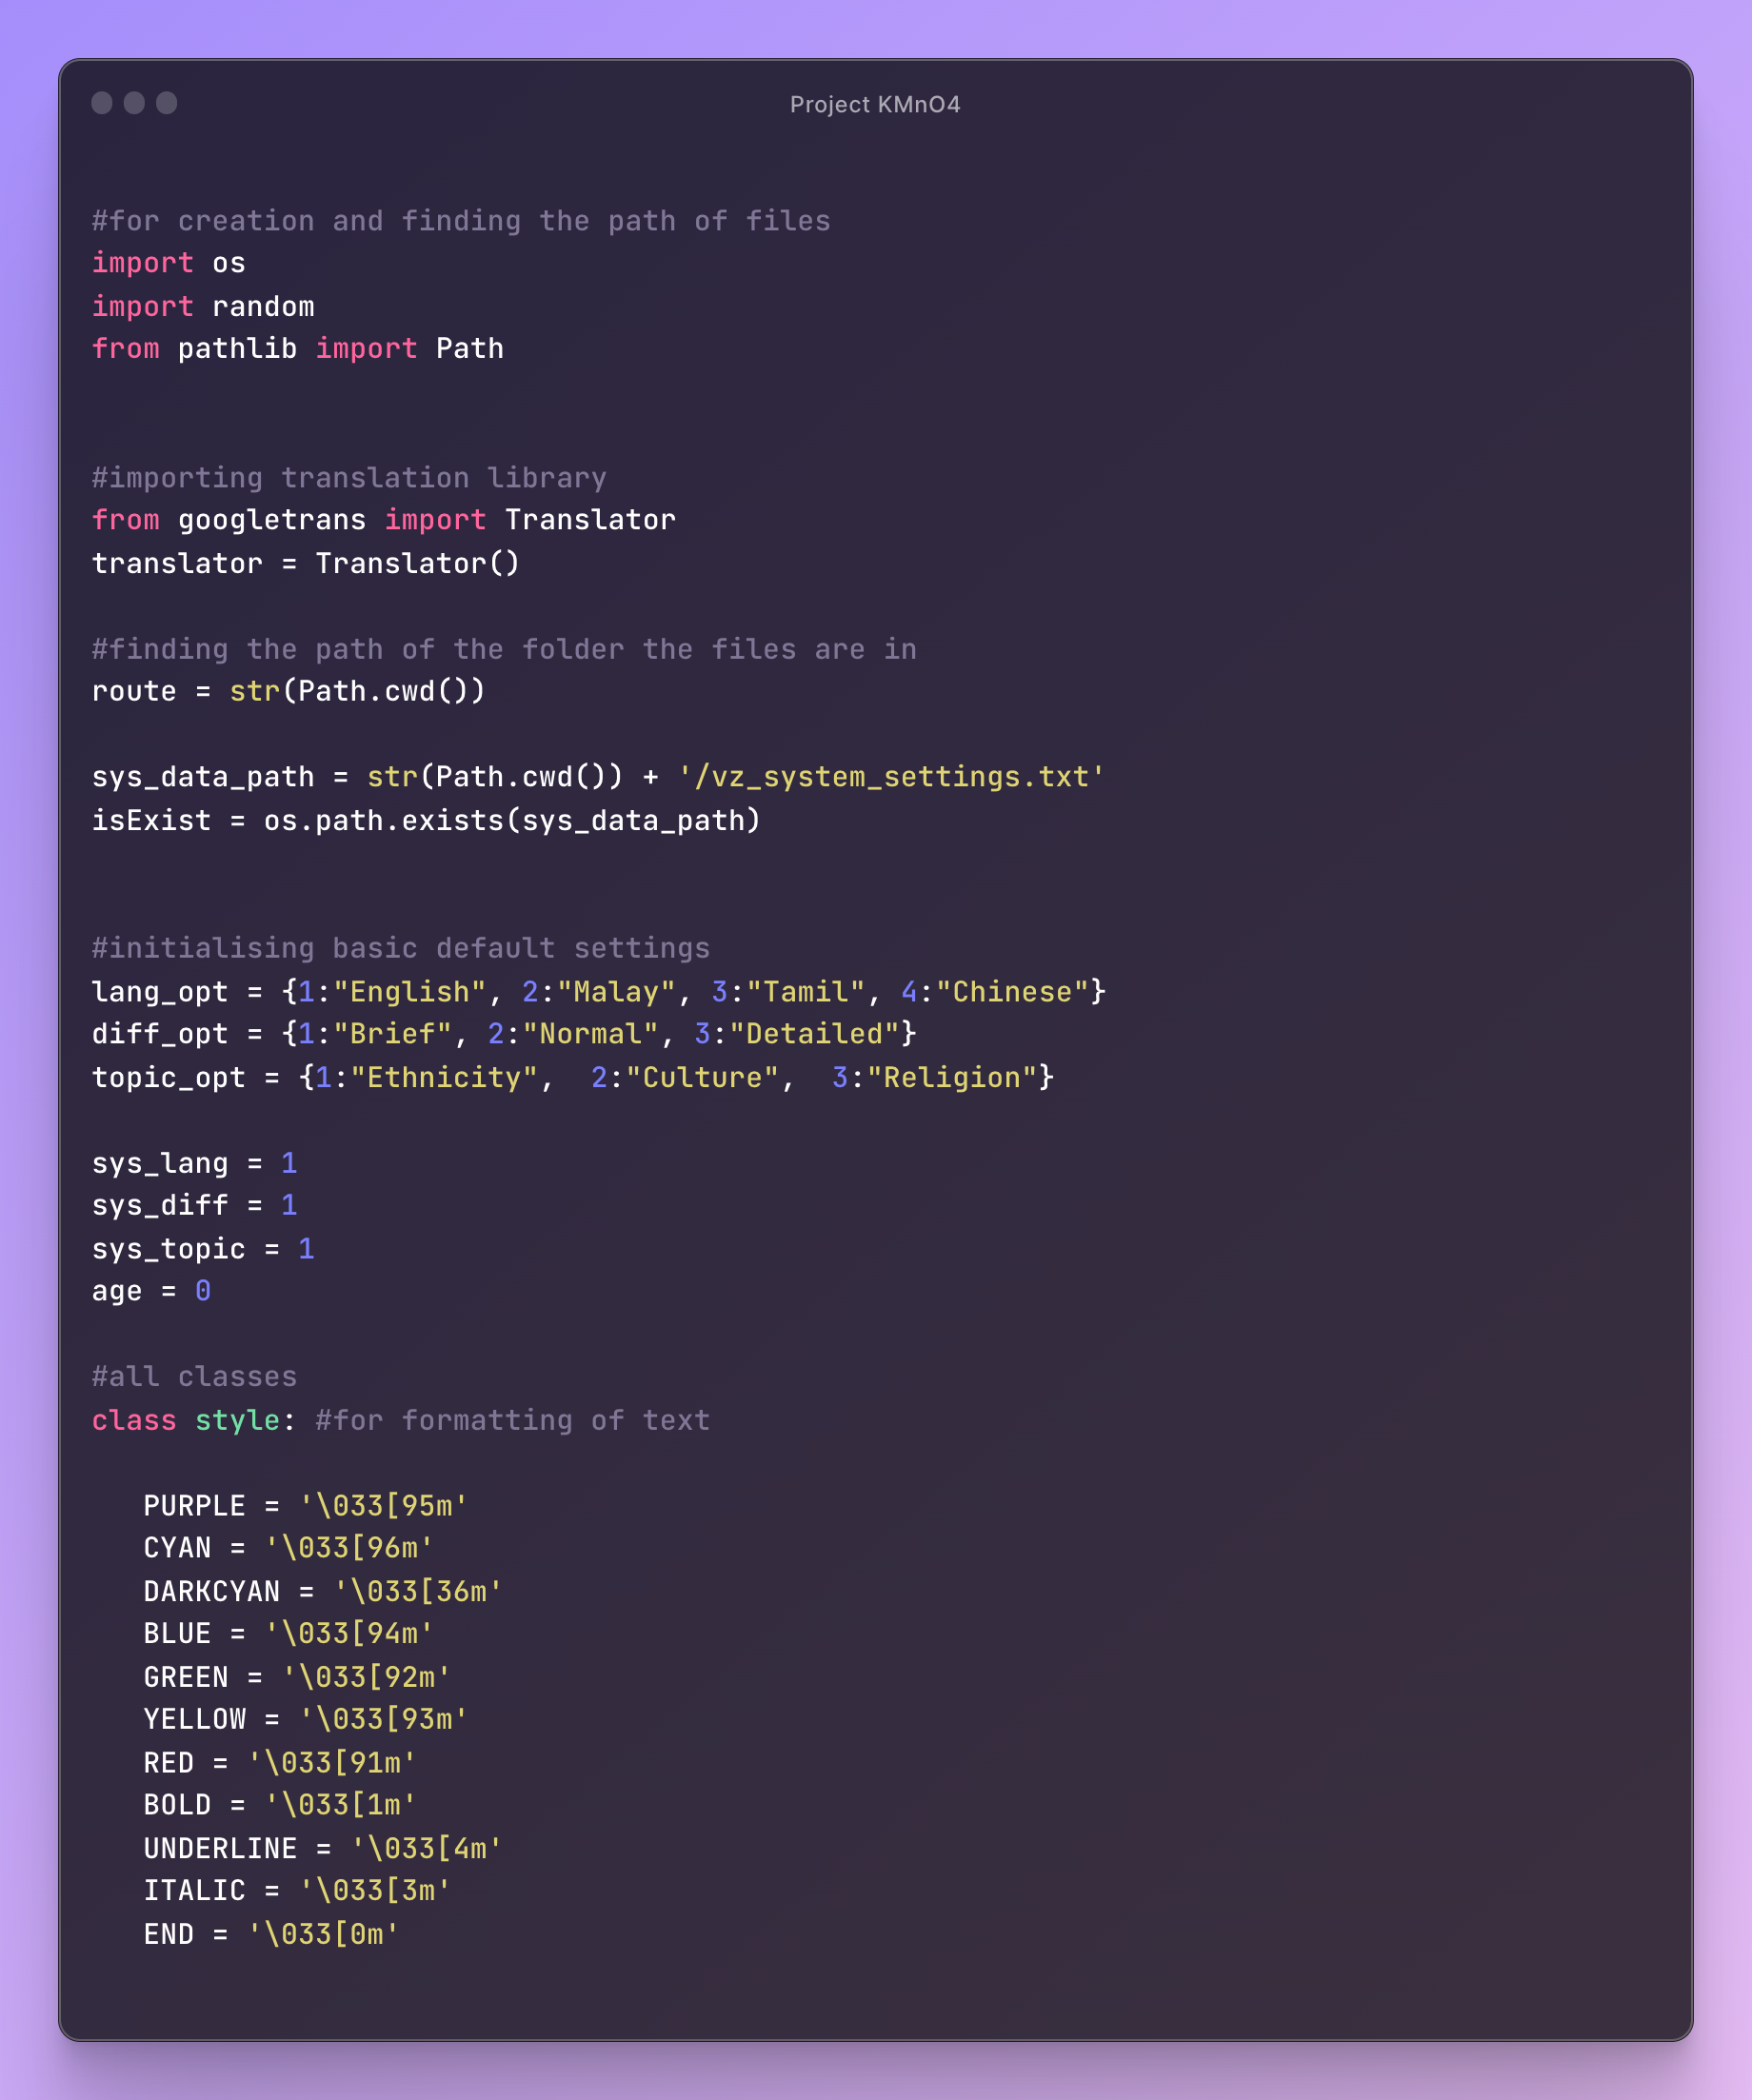 Project KMnO4
#for creation and finding the path of files
import os
import random
from pathlib import Path
#importing translation library
from googletrans import Translator
translator = Translator()
#finding the path of the folder the files are in
route = str(Path.cwd())
sys_data_path = str(Path.cwd()) + '/vz_system_settings.txt'
isExist = os.path.exists(sys_data_path)
#initialising basic default settings
lang_opt = {1:"English", 2:"Malay", 3:"Tamil", 4:"Chinese"}
diff_opt = {1:"Brief", 2:"Normal", 3:"Detailed"}
topic_opt = {1:"Ethnicity",  2:"Culture",  3:"Religion"}
sys_lang = 1
sys_diff = 1
sys_topic = 1
age = 0
#all classes
class style: #for formatting of text
   PURPLE = '\033[95m'
   CYAN = '\033[96m'
   DARKCYAN = '\033[36m'
   BLUE = '\033[94m'
   GREEN = '\033[92m'
   YELLOW = '\033[93m'
   RED = '\033[91m'
   BOLD = '\033[1m'
   UNDERLINE = '\033[4m'
   ITALIC = '\033[3m'
   END = '\033[0m'